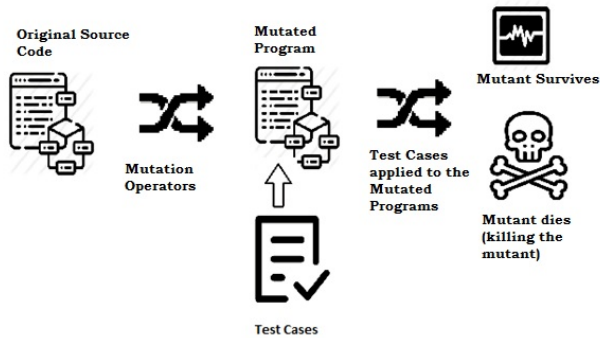 Original Source
Code
Mutation
Operators
Mutated
Program
Test Cases
Test Cases
applied to the
Mutated
Programs
Mutant Survives
Mutant dies
(killing the
mutant)